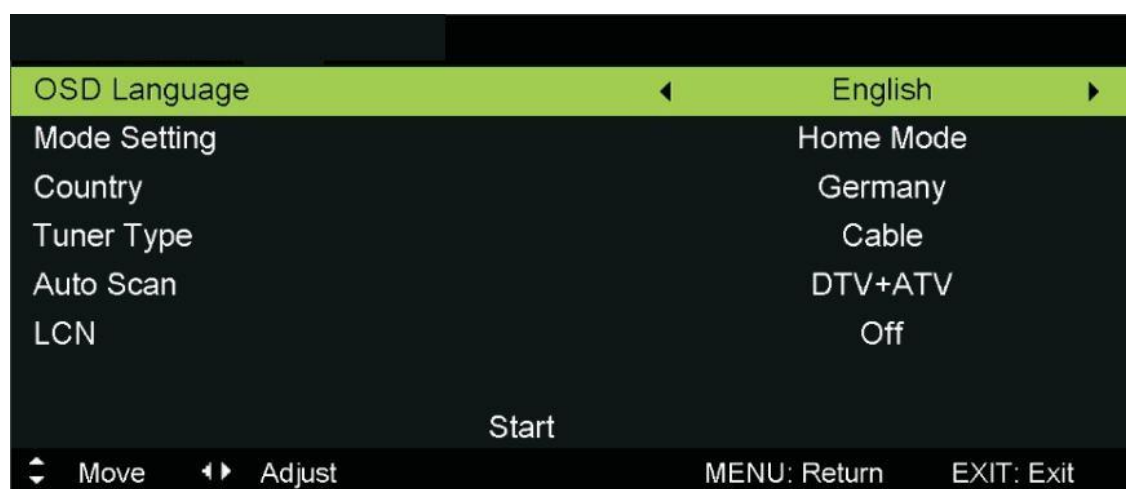 OSD Language English
Mode Setting Home Mode
Country Germany
Tuner Type Cable
Auto Scan DTV+ATV
LCN Off
Start
Move Adjust MENU: Return EXIT: Exit